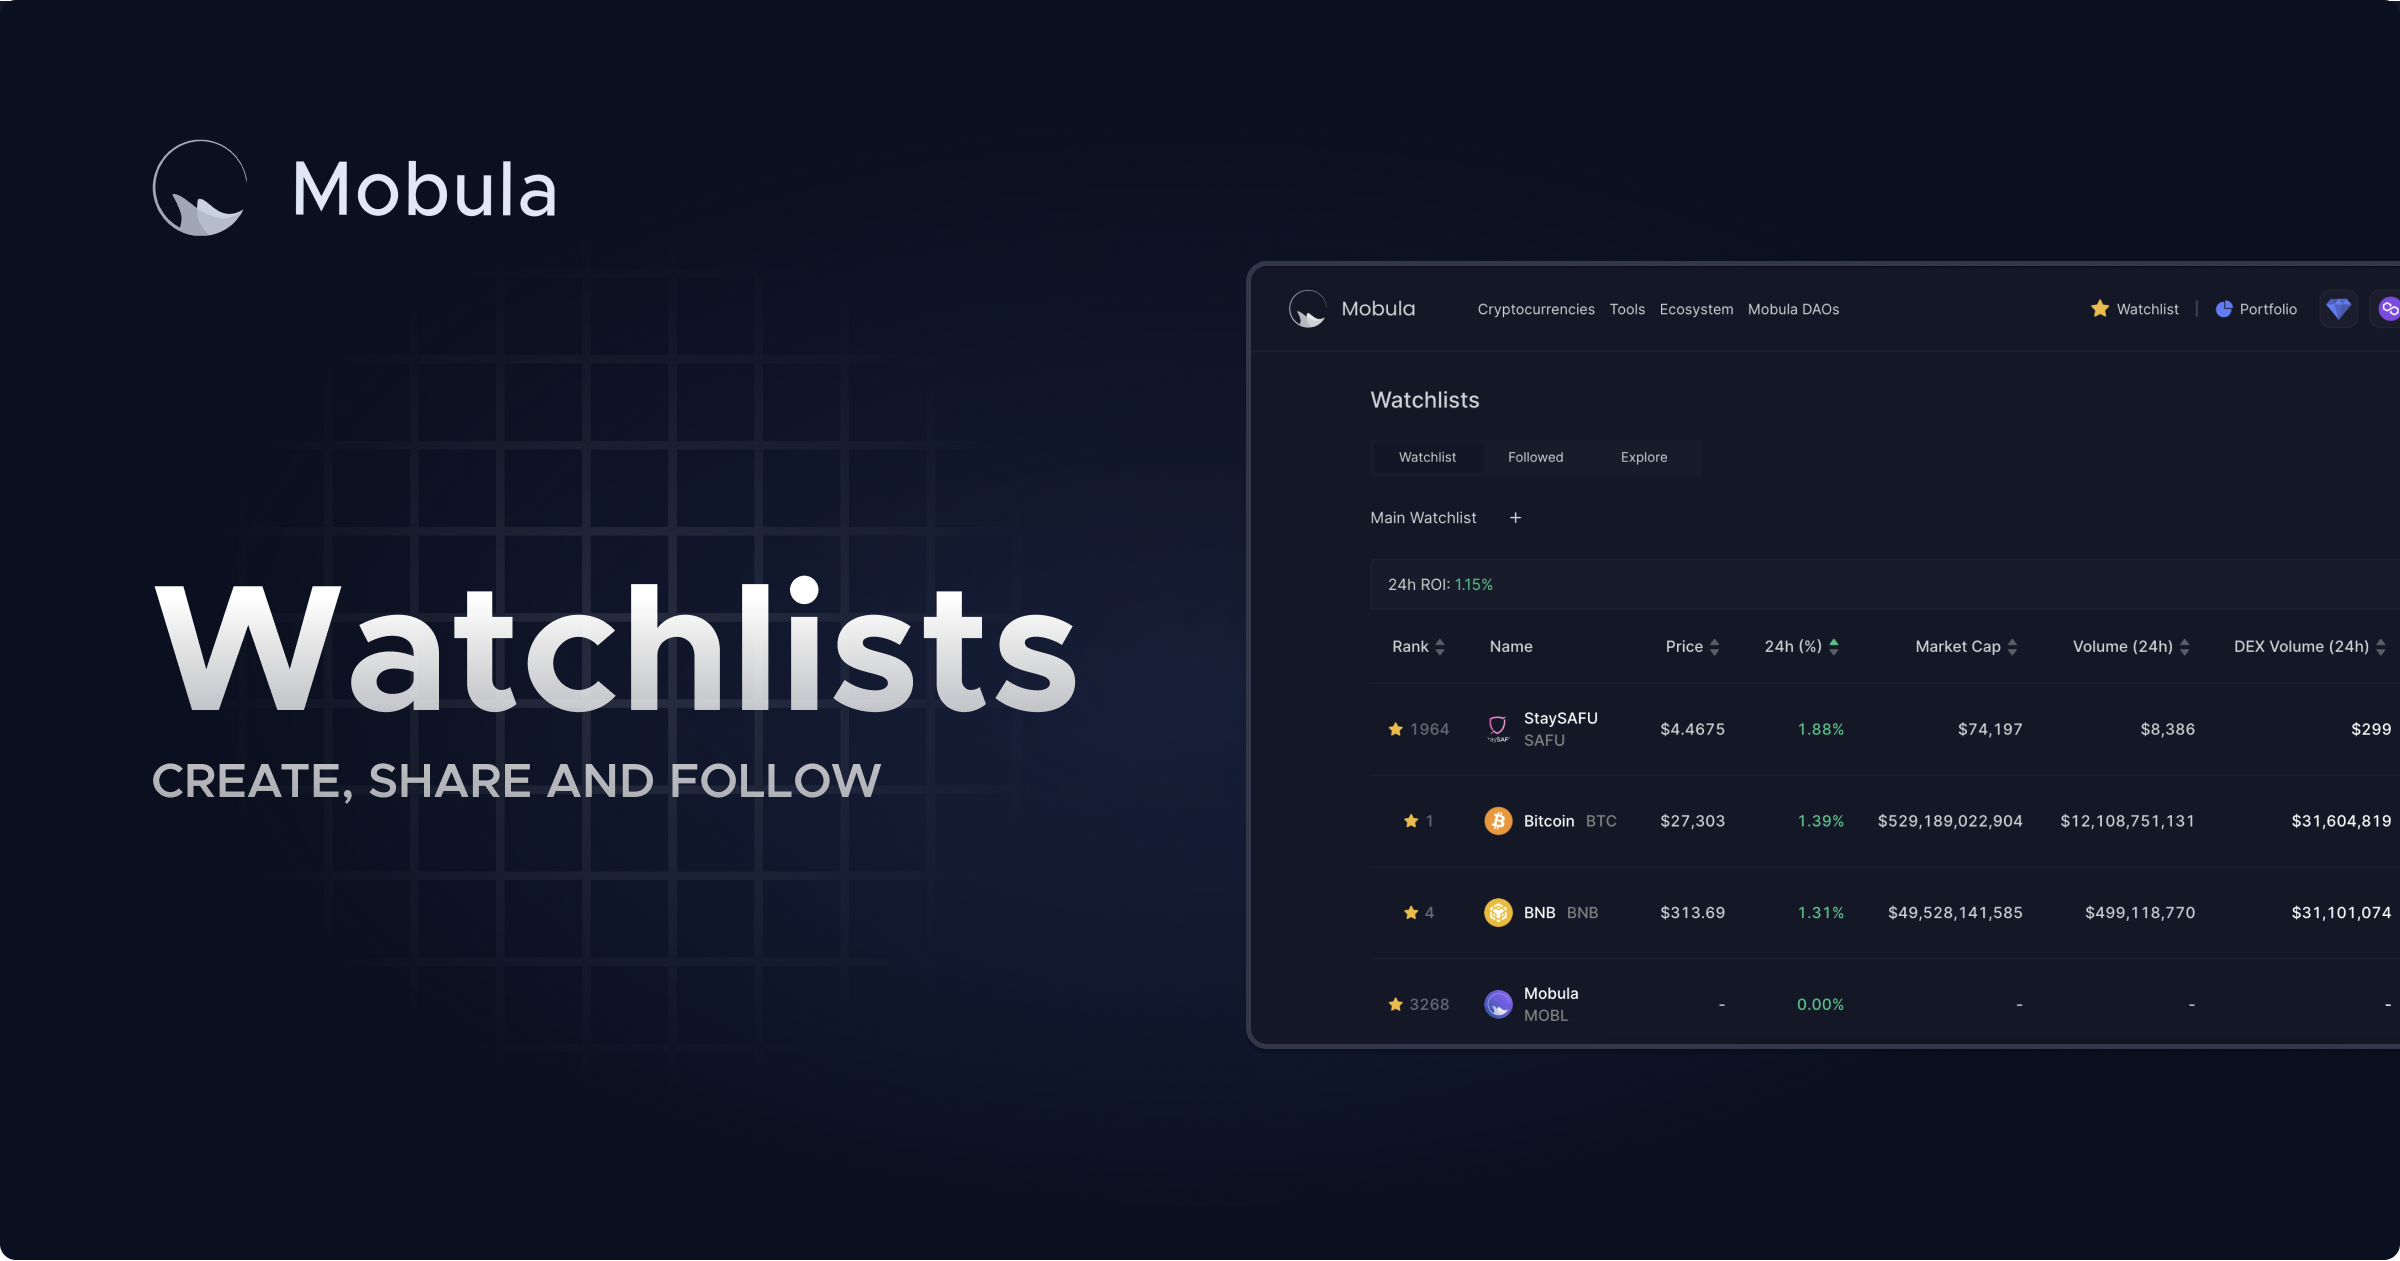 Mobula
Watchlists
CREATE, SHARE AND FOLLOW
Mobula Cryptocurrencies Tools Ecosystem Mobula DAOs Watchlist | Portfolio
Watchlists
Watchlist Followed Explore
Main Watchlist +
24h ROI: 1.15%
Rank Name Price 24h (%) Market Cap Volume (24h) DEX Volume (24h)
1964 StaySAFU SAFU $4.4675 1.88% $74,197 $8,386 $299
1 Bitcoin BTC $27,303 1.39% $529,189,022,904 $12,108,751,131 $31,604,819
4 BNB BNB $313.69 1.31% $49,528,141,585 $499,118,770 $31,101,074
3268 Mobula MOBL - 0.00% - - -